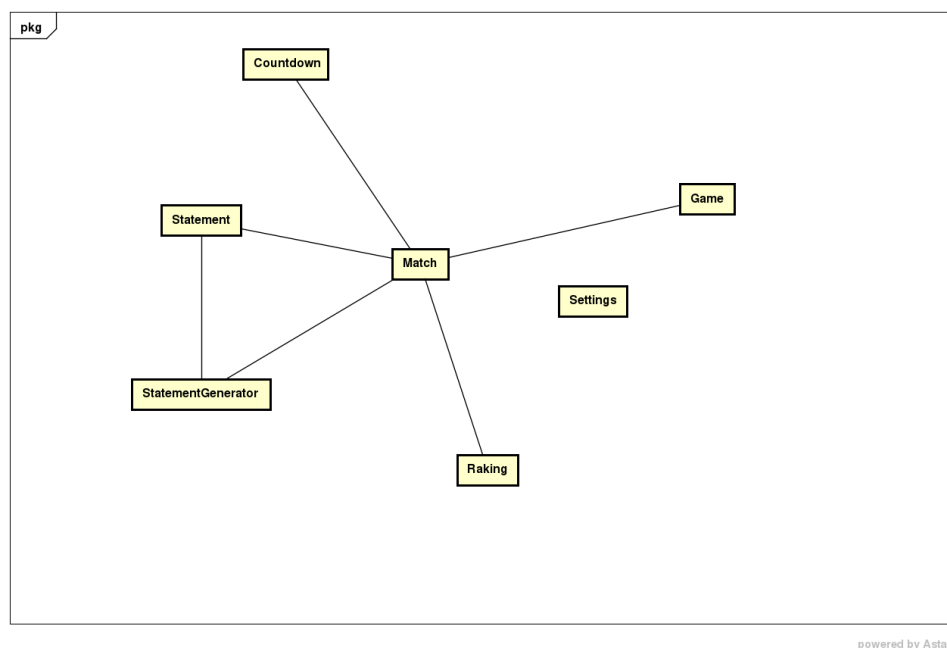 pkg
Countdown
Game
Statement
Match
Settings
StatementGenerator
Raking
powered by Asta